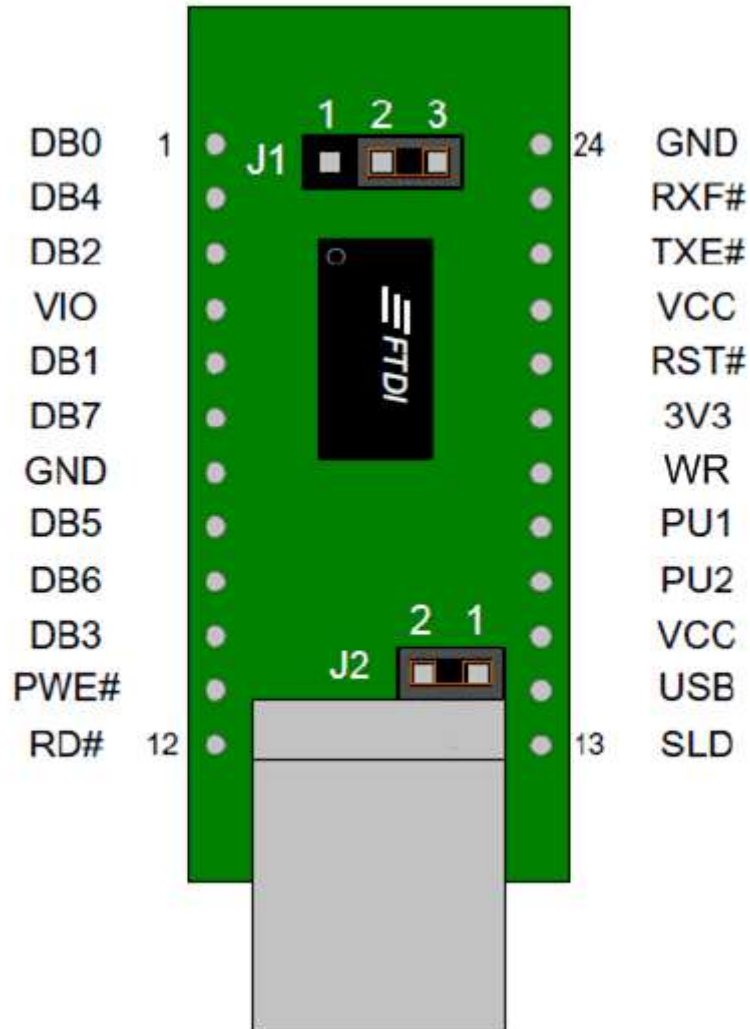 1 2 3
J1
DB0 1 24 GND
DB4 RXF#
DB2 TXE#
VIO VCC
DB1 RST#
DB7 3V3
GND WR
DB5 PU1
DB6 PU2
DB3 VCC
PWE# USB
RD# 12 13 SLD
FTDI
2 1
J2